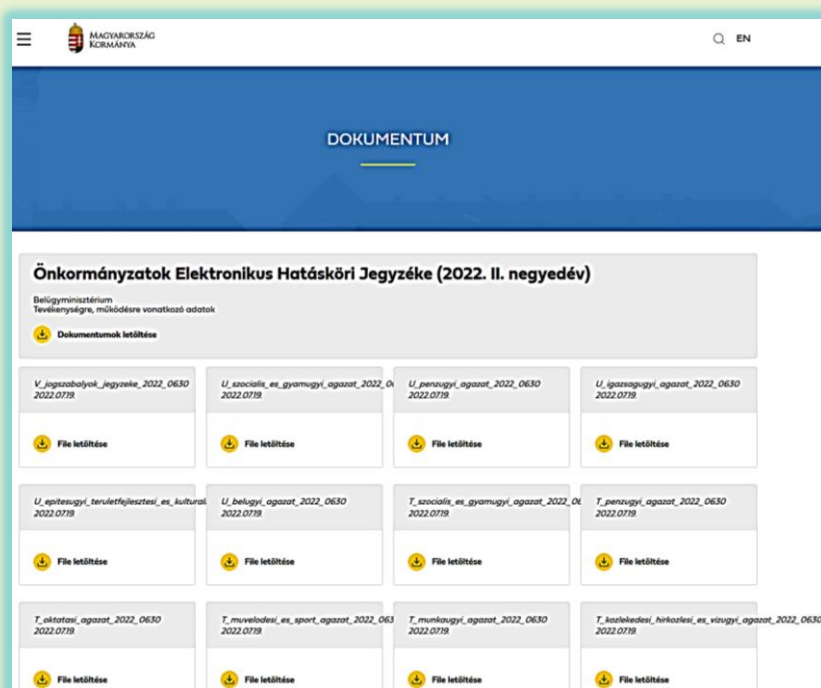 MAGYARORSZÁG
KORMÁNYA
EN
DOKUMENTUM
Önkormányzatok Elektronikus Hatásköri Jegyzéke (2022. II. negyedév)
Belügyminisztérium
Tevékenységre, működésre vonatkozó adatok
Dokumentumok letöltése
V_jogszabalyok_jegyzeke_2022_0630
2022.07.19.
File letöltése
U_szocialis_es_gyamugyi_agazat_2022_0
2022.07.19.
File letöltése
U_penzugyi_agazat_2022_0630
2022.07.19.
File letöltése
U_igazsagugyi_agazat_2022_0630
2022.07.19.
File letöltése
U_epitesugyi_teruletfejlesztesi_es_kultural
2022.07.19.
File letöltése
U_belugyi_agazat_2022_0630
2022.07.19.
File letöltése
T_szocialis_es_gyamugyi_agazat_2022_06
2022.07.19.
File letöltése
T_penzugyi_agazat_2022_0630
2022.07.19.
File letöltése
T_oktatasi_agazat_2022_0630
2022.07.19.
File letöltése
T_muvelodesi_es_sport_agazat_2022_063
2022.07.19.
File letöltése
T_munkaugyi_agazat_2022_0630
2022.07.19.
File letöltése
T_kozlekedesi_hirkozlesi_es_vizugyi_agazat_2022_0630
2022.07.19.
File letöltése